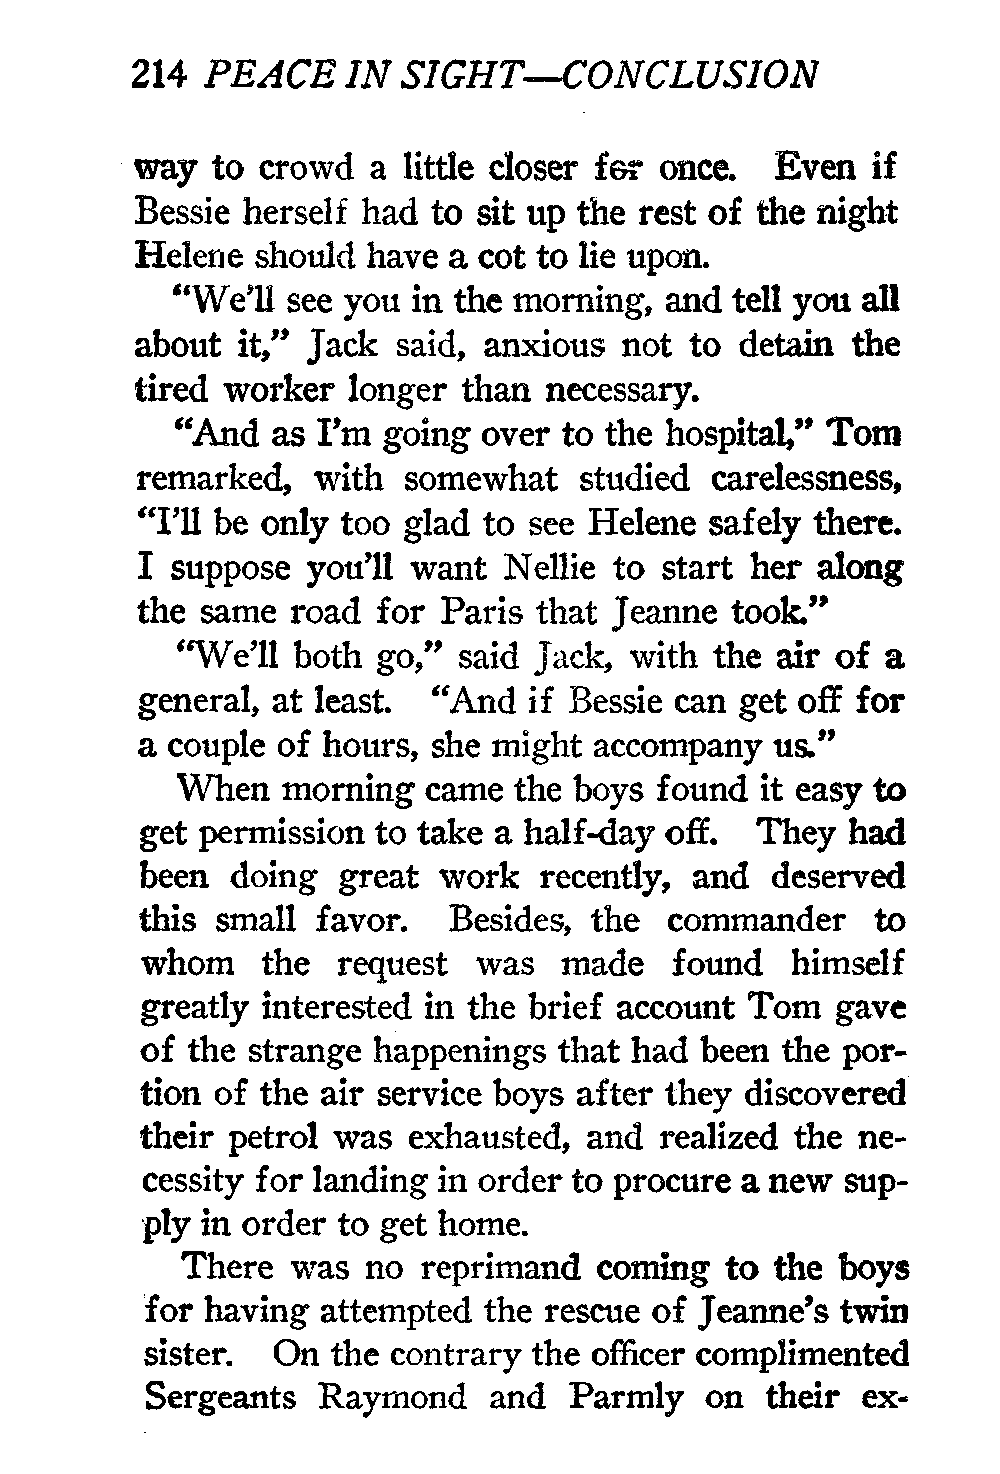 214 PEACE IN SIGHT—CONCLUSION
way to crowd a little closer for once. Even if
Bessie herself had to sit up the rest of the night
Helene should have a cot to lie upon.
“We’ll see you in the morning, and tell you all
about it,” Jack said, anxious not to detain the
tired worker longer than necessary.
“And as I’m going over to the hospital,” Tom
remarked, with somewhat studied carelessness,
“I’ll be only too glad to see Helene safely there.
I suppose you’ll want Nellie to start her along
the same road for Paris that Jeanne took.”
“We’ll both go,” said Jack, with the air of a
general, at least. “And if Bessie can get off for
a couple of hours, she might accompany us.”
When morning came the boys found it easy to
get permission to take a half-day off. They had
been doing great work recently, and deserved
this small favor. Besides, the commander to
whom the request was made found himself
greatly interested in the brief account Tom gave
of the strange happenings that had been the por-
tion of the air service boys after they discovered
their petrol was exhausted, and realized the ne-
cessity for landing in order to procure a new sup-
ply in order to get home.
There was no reprimand coming to the boys
for having attempted the rescue of Jeanne’s twin
sister. On the contrary the officer complimented
Sergeants Raymond and Parmly on their ex-